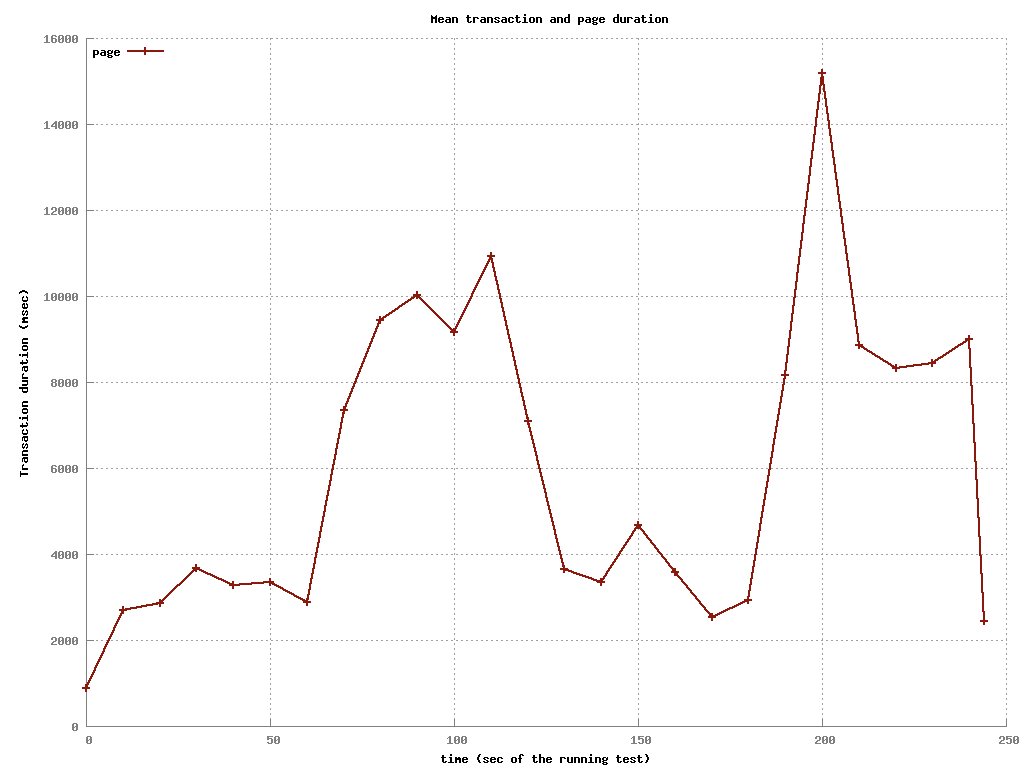 Mean transaction and page duration
16000
page
14000
12000
10000
8000
6000
4000
2000
0
Transaction duration (msec)
0 50 100 150 200 250
time (sec of the running test)